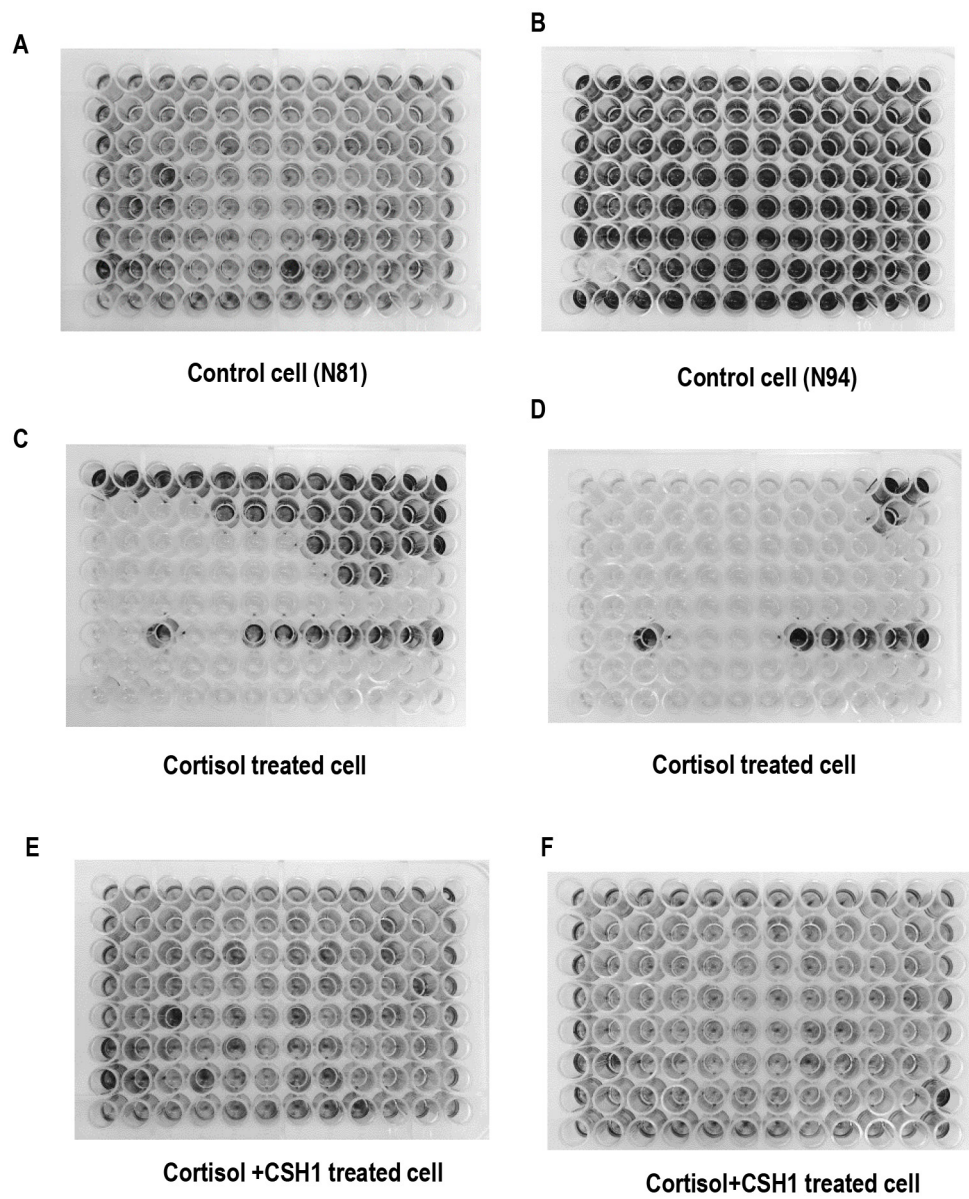 A
B
Control cell (N81)
Control cell (N94)
C
D
Cortisol treated cell
Cortisol treated cell
E
F
Cortisol +CSH1 treated cell
Cortisol+CSH1 treated cell